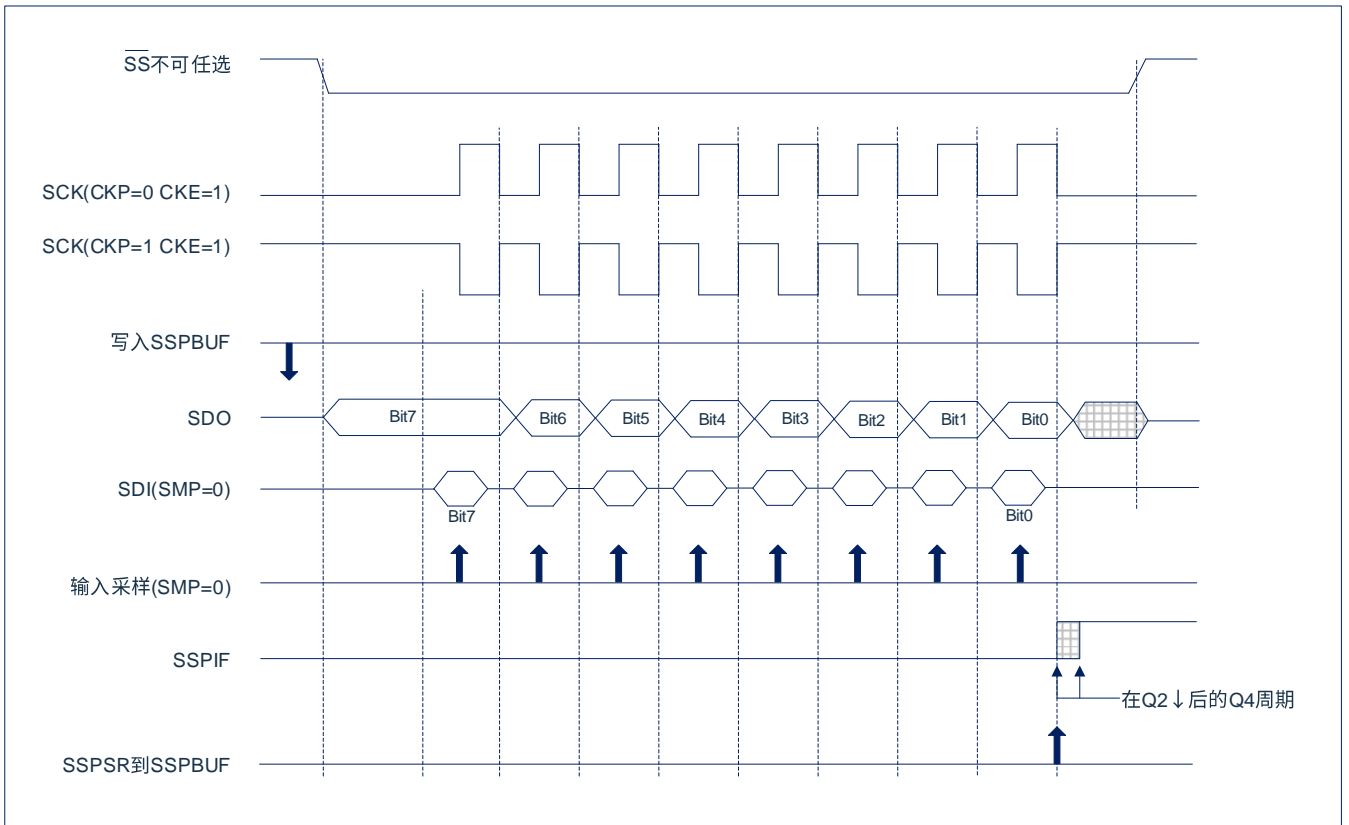 SS不可任选
SCK(CKP=0 CKE=1)
SCK(CKP=1 CKE=1)
写入SSPBUF
SDO
Bit7
Bit6
Bit5
Bit4
Bit3
Bit2
Bit1
Bit0
SDI(SMP=0)
Bit7
Bit0
输入采样(SMP=0)
SSPIF
在Q2↓后的Q4周期
SSPSR到SSPBUF